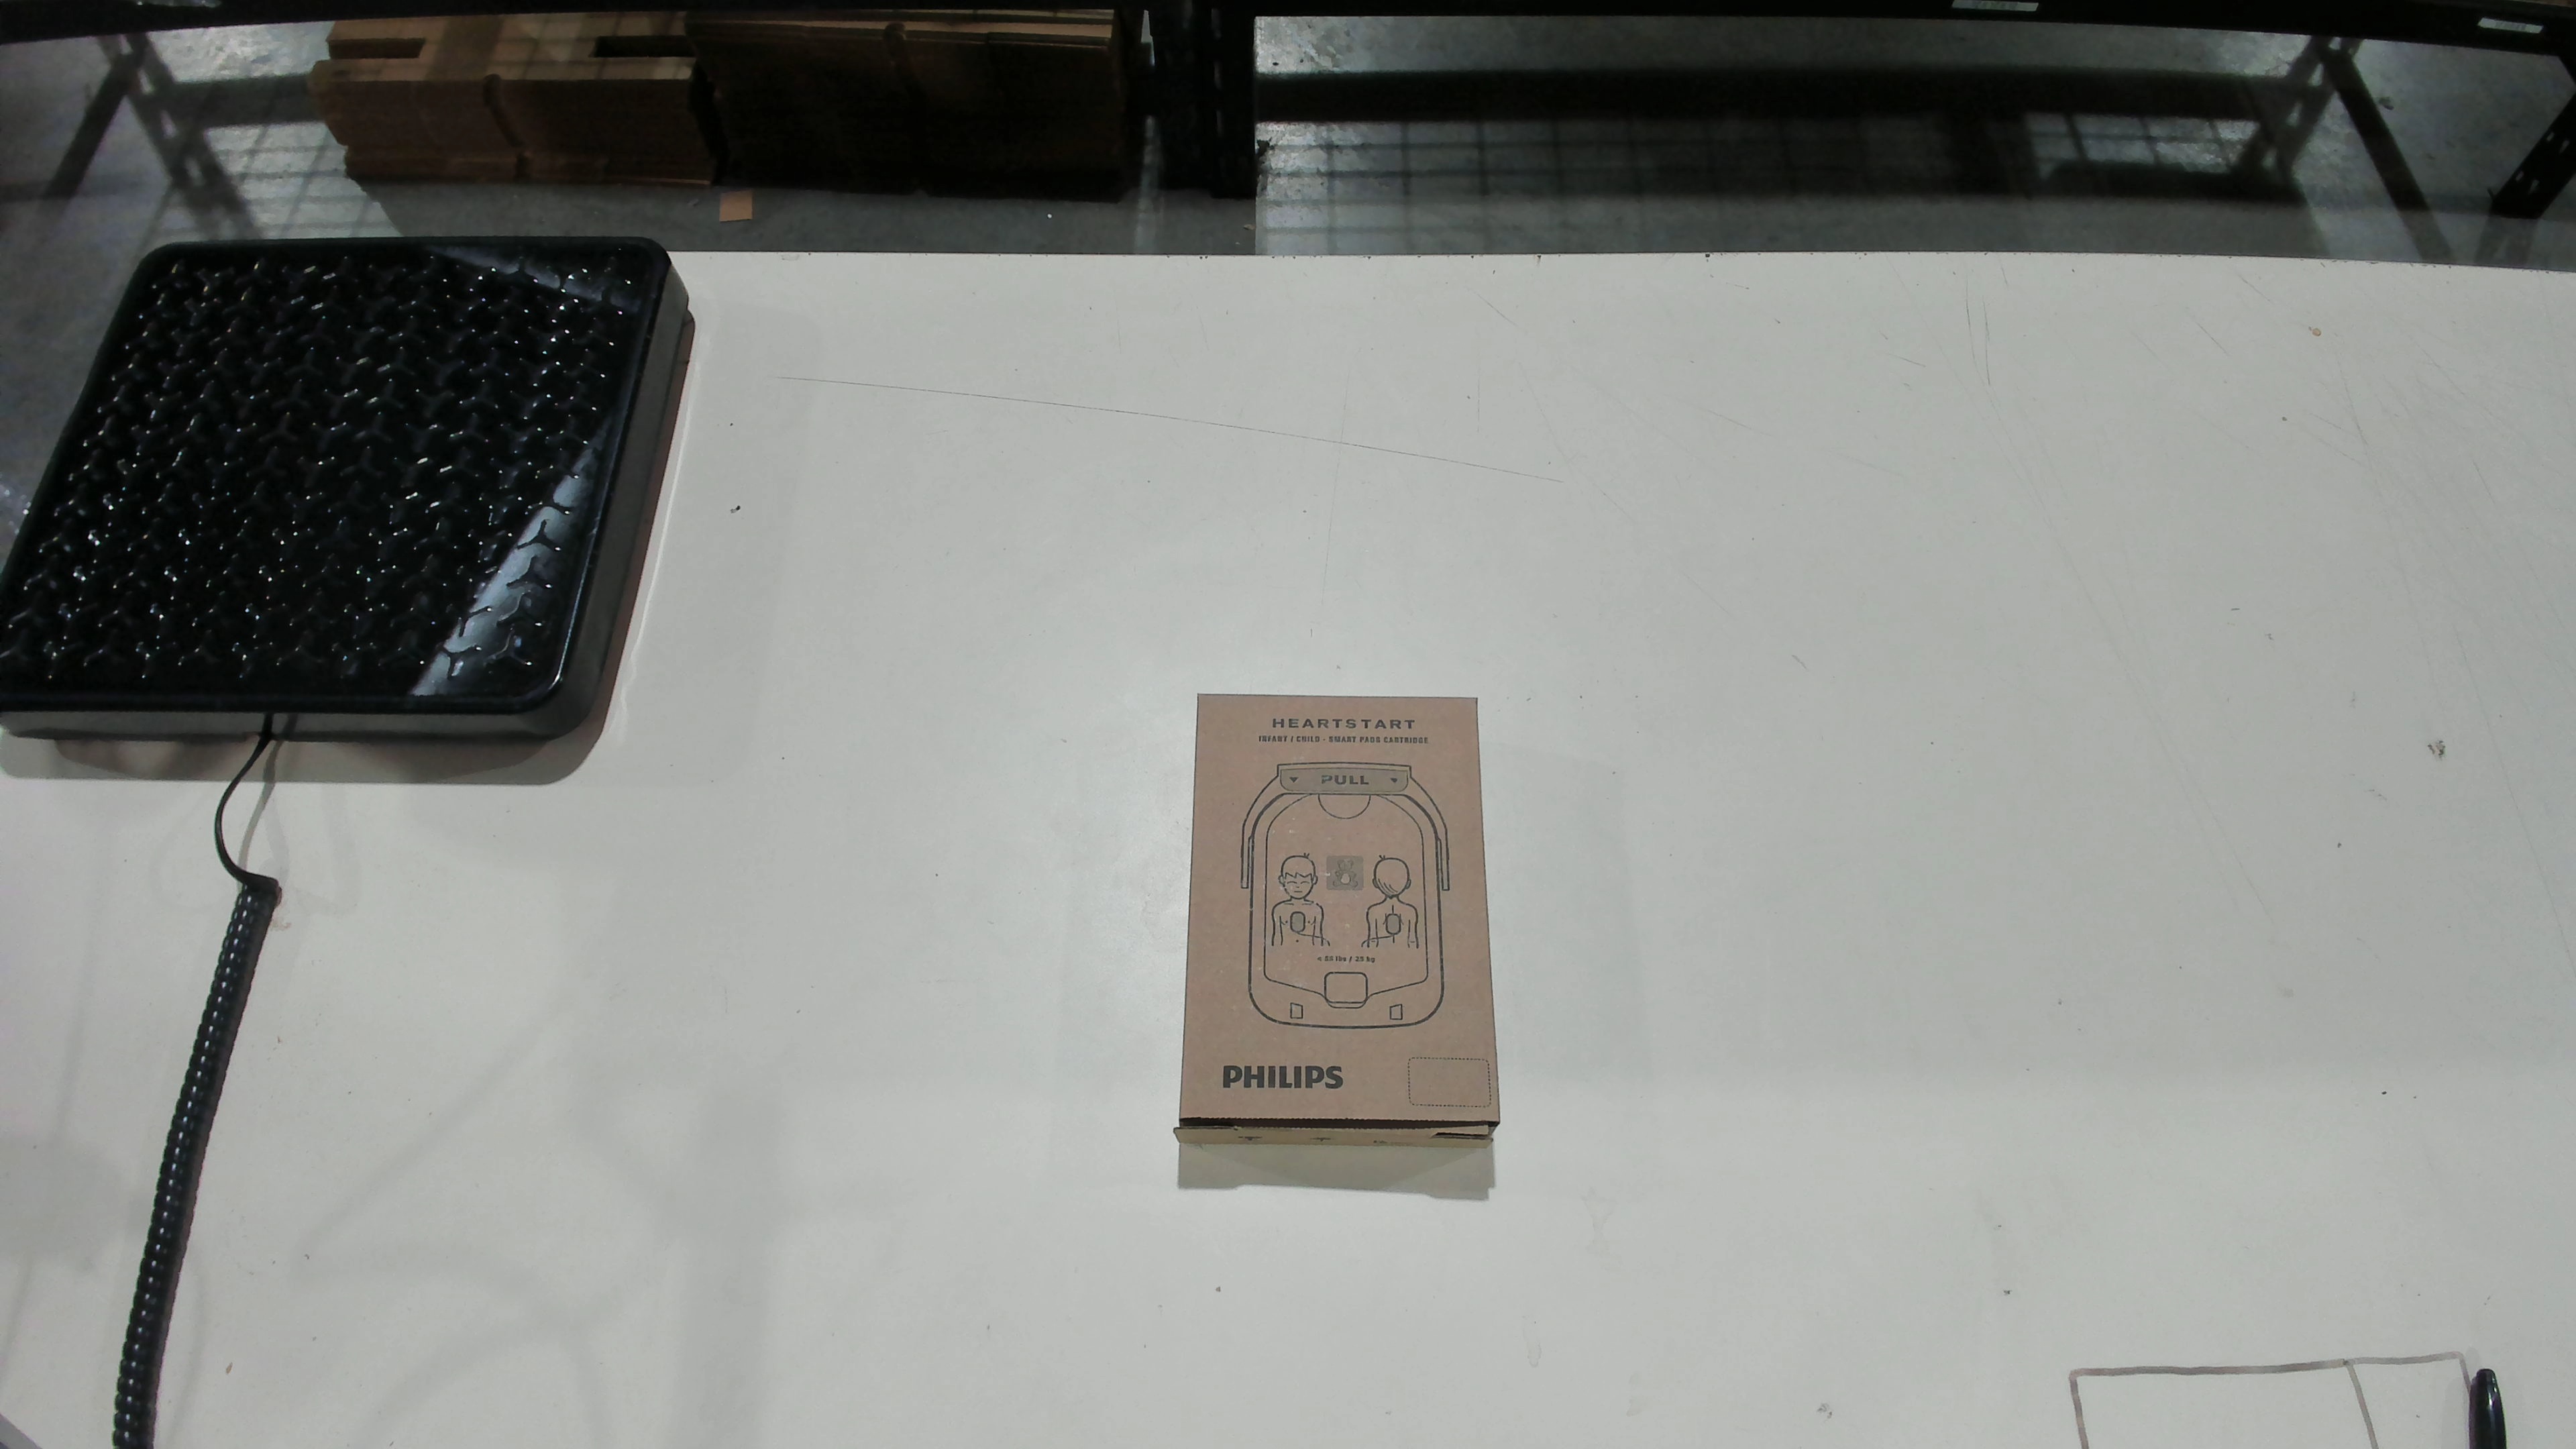 HEARTSTART
INFANT / CHILD - SMART PADS CARTRIDGE
PULL
< 55 lbs / 25 kg
PHILIPS